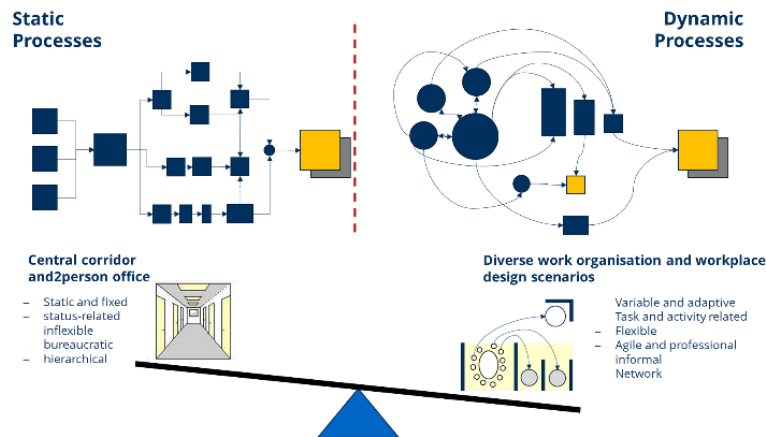 Static
Processes
Dynamic
Processes
Central corridor
and2person office
– Static and fixed
– status-related
inflexible
bureaucratic
– hierarchical
Diverse work organisation and workplace
design scenarios
Variable and adaptive
Task and activity related
– Flexible
– Agile and professional
informal
Network